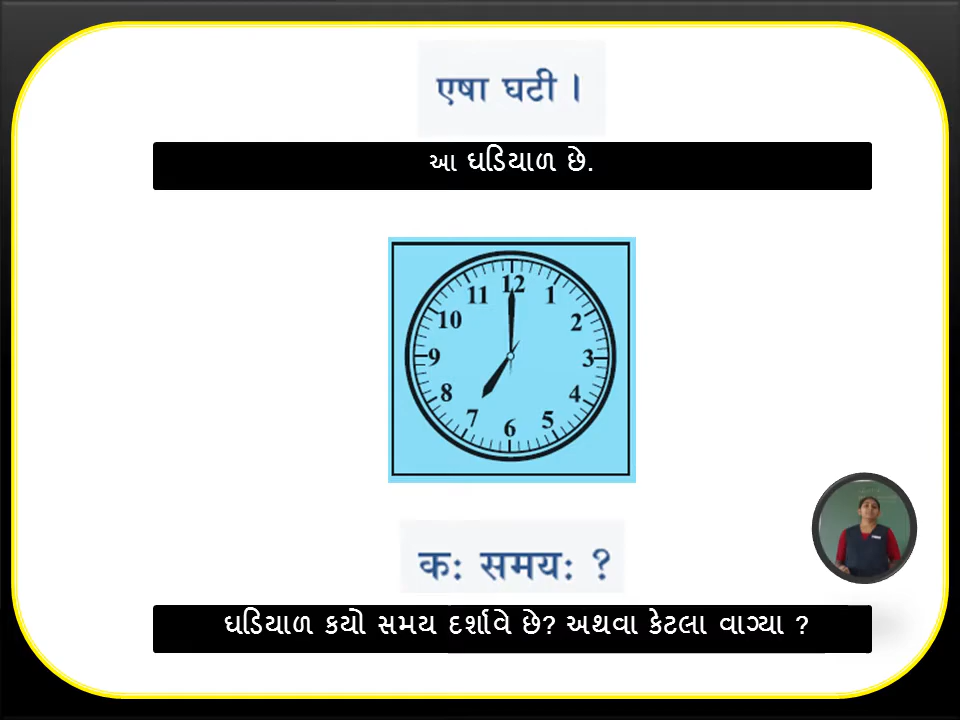 एषा घटी ।
આ ઘડિયાળ છે.
12
11 1
10 2
9 3
8 4
7 5
6
कः समयः ?
ઘડિયાળ કયો સમય દર્શાવે છે? અથવા કેટલા વાગ્યા ?